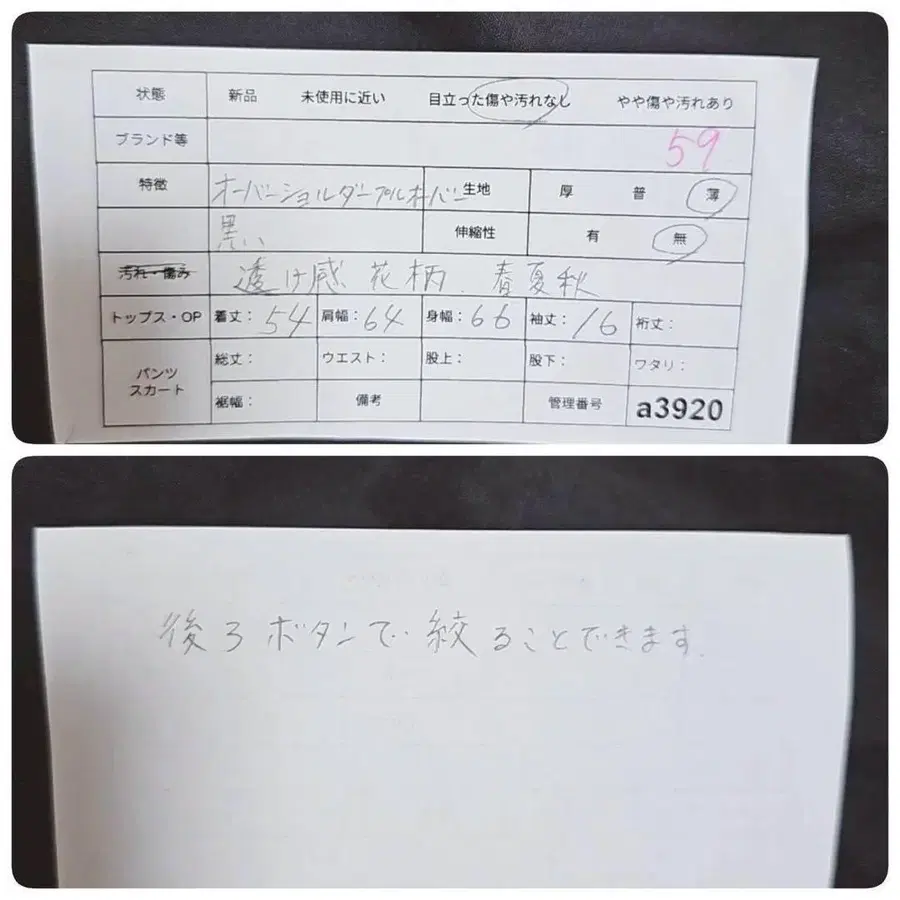 状態 新品 未使用に近い 目立った傷や汚れなし やや傷や汚れあり
ブランド等 59
特徴 オーバーショルダープルオーバー 生地 厚 普 薄
黒い 伸縮性 有 無
汚れ・傷み 透け感 花柄. 春夏秋
トップス・OP 着丈: 54 肩幅: 64 身幅: 66 袖丈: 16 裄丈:
パンツ スカート 総丈: ウエスト: 股上: 股下: ワタリ:
裾幅: 備考 管理番号 a3920
後ろボタンで絞ることできます.